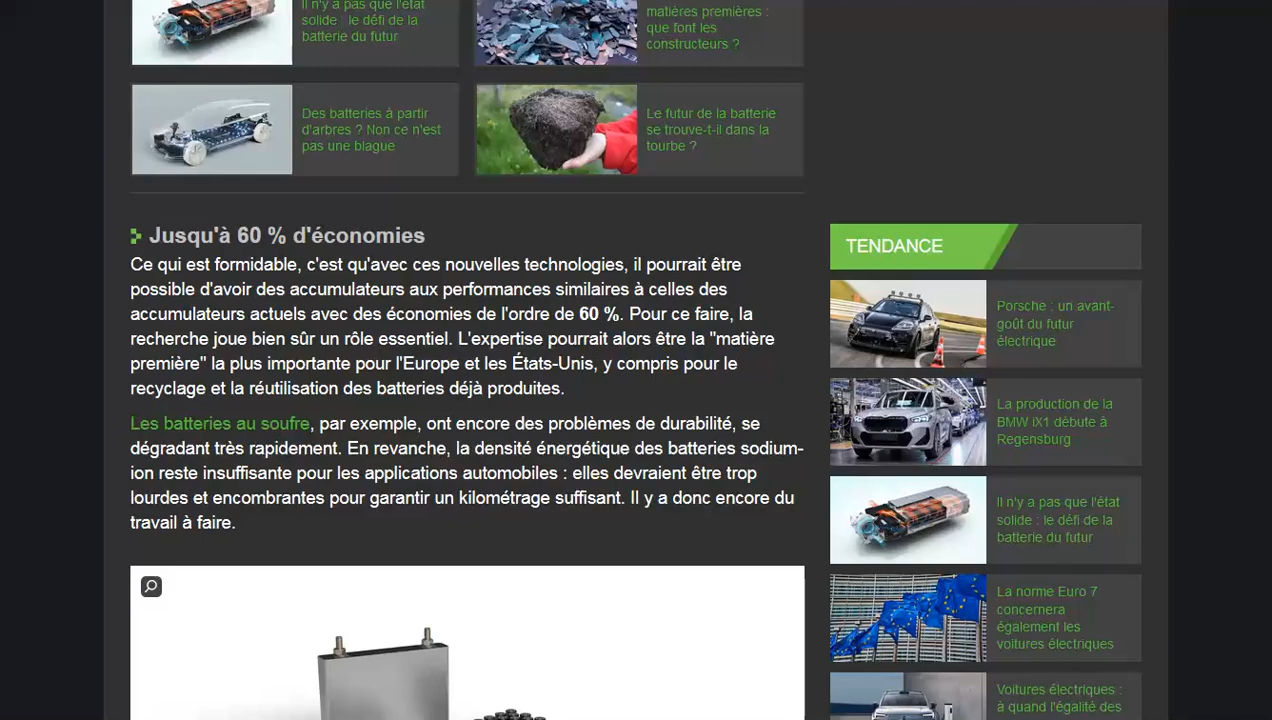 Il n'y a pas que l'état
solide : le défi de la
batterie du futur
matières premières :
que font les
constructeurs ?
Des batteries à partir
d'arbres ? Non ce n'est
pas une blague
Le futur de la batterie
se trouve-t-il dans la
tourbe ?
Jusqu'à 60 % d'économies
Ce qui est formidable, c'est qu'avec ces nouvelles technologies, il pourrait être
possible d'avoir des accumulateurs aux performances similaires à celles des
accumulateurs actuels avec des économies de l'ordre de 60 %. Pour ce faire, la
recherche joue bien sûr un rôle essentiel. L'expertise pourrait alors être la "matière
première" la plus importante pour l'Europe et les États-Unis, y compris pour le
recyclage et la réutilisation des batteries déjà produites.
Les batteries au soufre, par exemple, ont encore des problèmes de durabilité, se
dégradant très rapidement. En revanche, la densité énergétique des batteries sodium-
ion reste insuffisante pour les applications automobiles : elles devraient être trop
lourdes et encombrantes pour garantir un kilométrage suffisant. Il y a donc encore du
travail à faire.
TENDANCE
Porsche : un avant-
goût du futur
électrique
La production de la
BMW iX1 débute à
Regensburg
Il n'y a pas que l'état
solide : le défi de la
batterie du futur
La norme Euro 7
concernera
également les
voitures électriques
Voitures électriques :
à quand l'égalité des